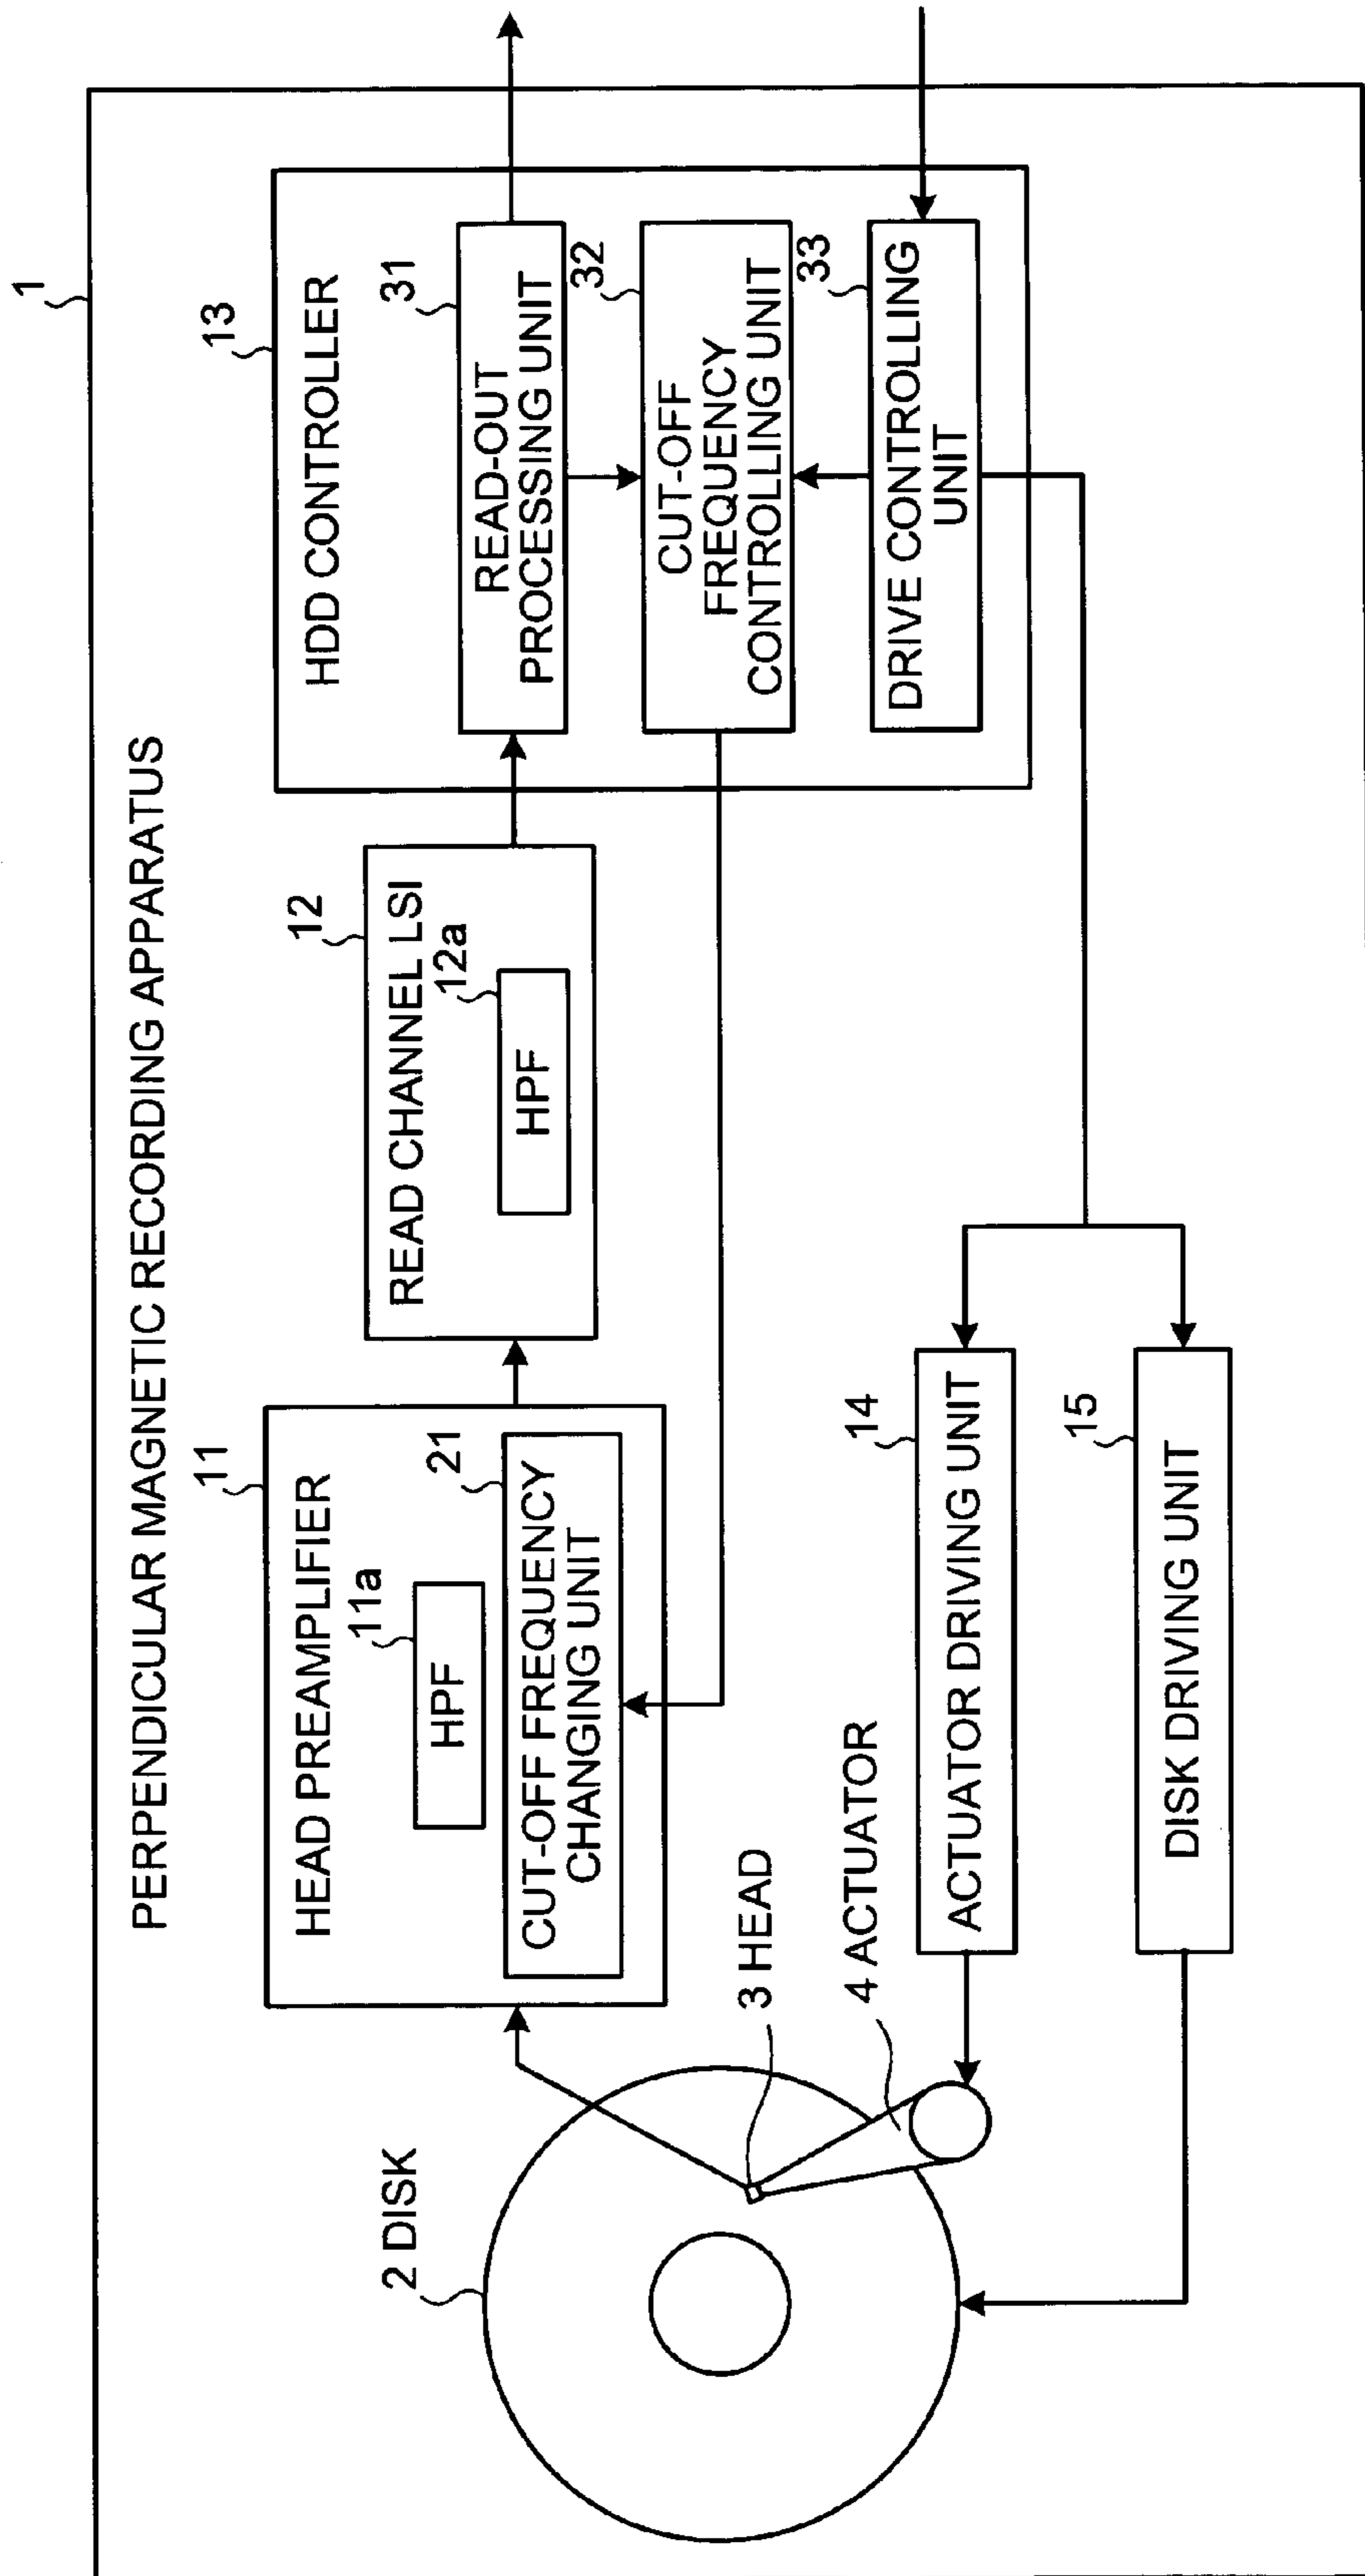 1
PERPENDICULAR MAGNETIC RECORDING APPARATUS
11
HEAD PREAMPLIFIER
11a
HPF
21
CUT-OFF FREQUENCY
CHANGING UNIT
12
READ CHANNEL LSI
12a
HPF
13
HDD CONTROLLER
31
READ-OUT
PROCESSING UNIT
32
CUT-OFF
FREQUENCY
CONTROLLING UNIT
33
DRIVE CONTROLLING
UNIT
2 DISK
3 HEAD
4 ACTUATOR
14
ACTUATOR DRIVING UNIT
15
DISK DRIVING UNIT